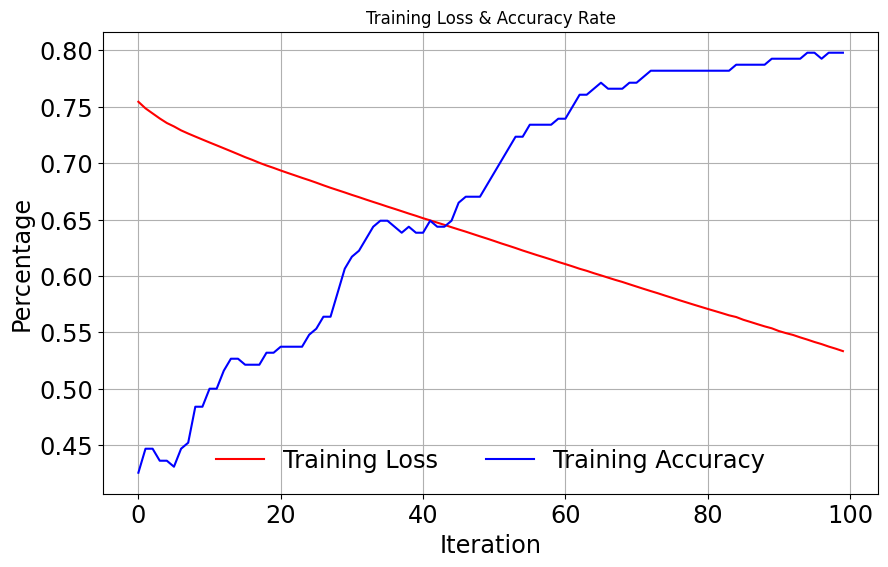 Training Loss & Accuracy Rate
0.80
0.75
0.70
0.65
0.60
0.55
0.50
0.45
Percentage
Training Loss Training Accuracy
0 20 40 60 80 100
Iteration